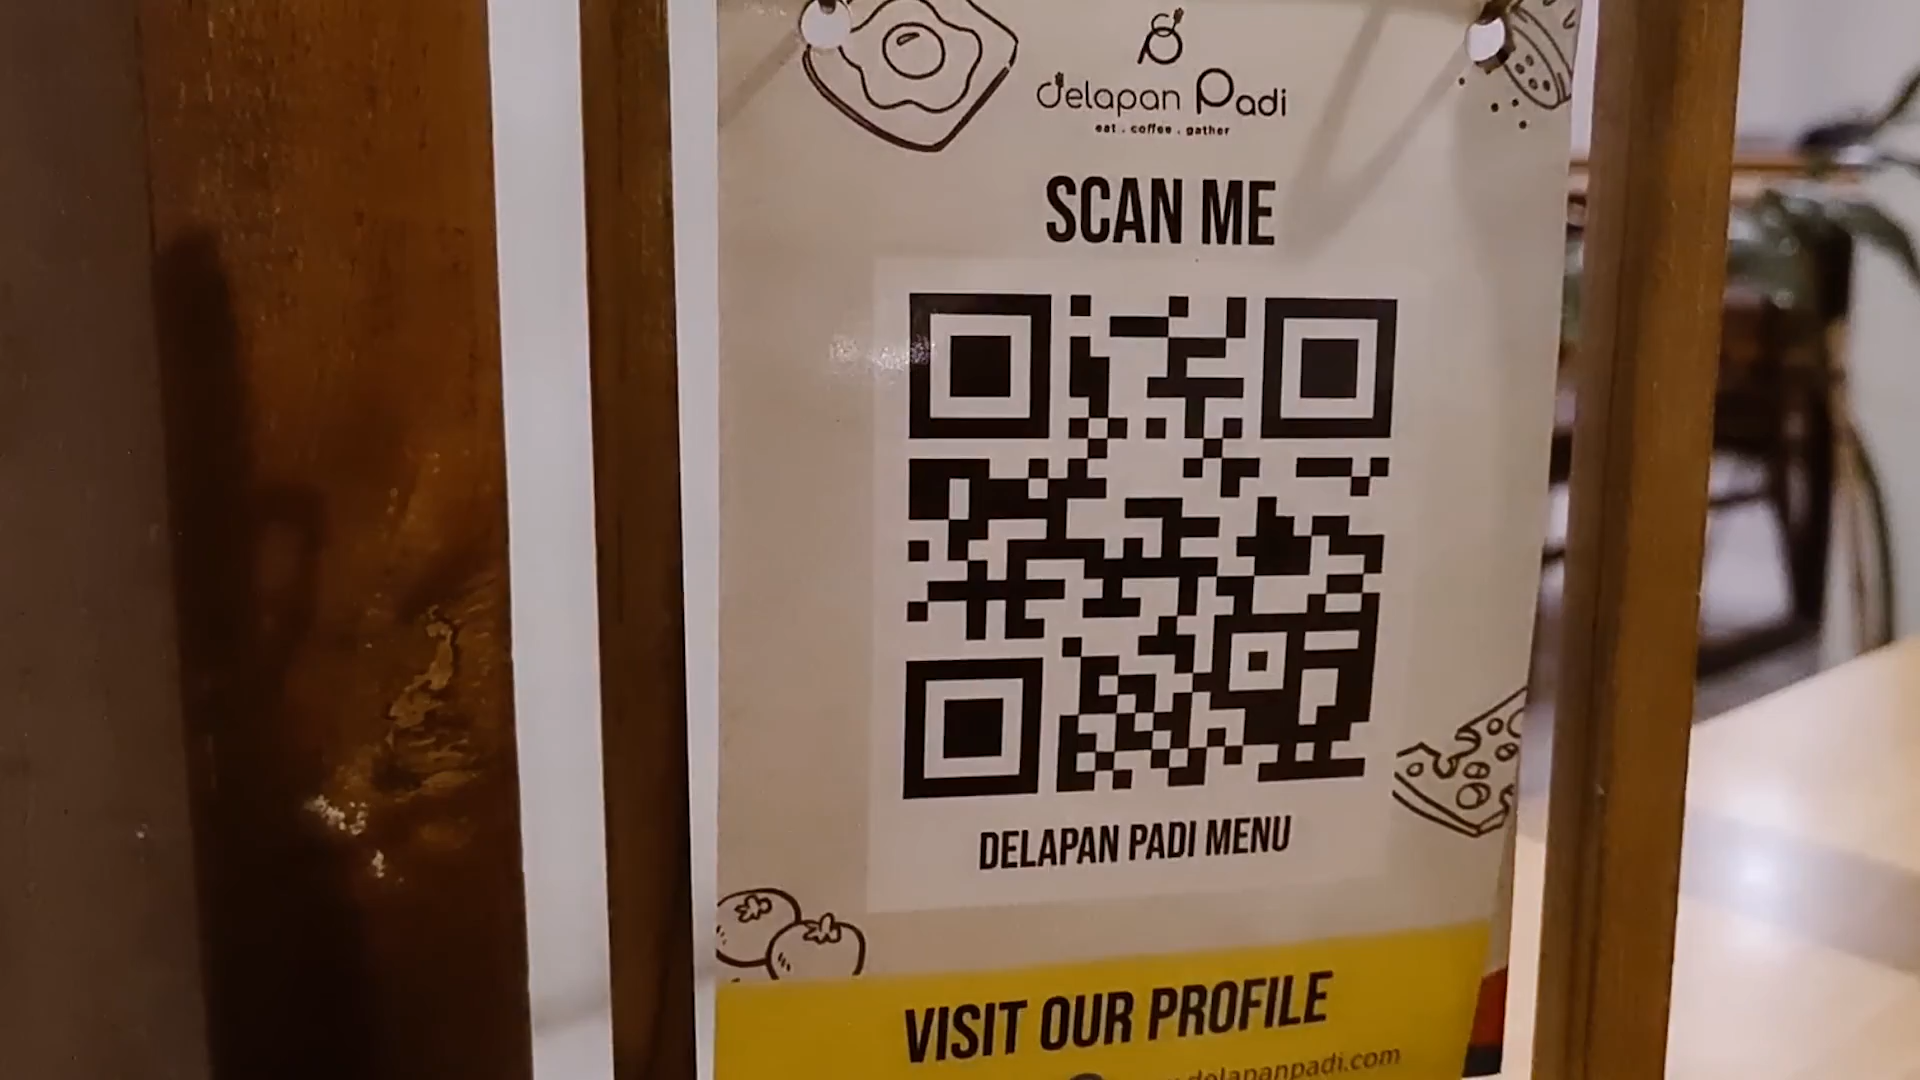 delapan Padi
eat . coffee . gather
SCAN ME
DELAPAN PADI MENU
VISIT OUR PROFILE
delapanpadi.com